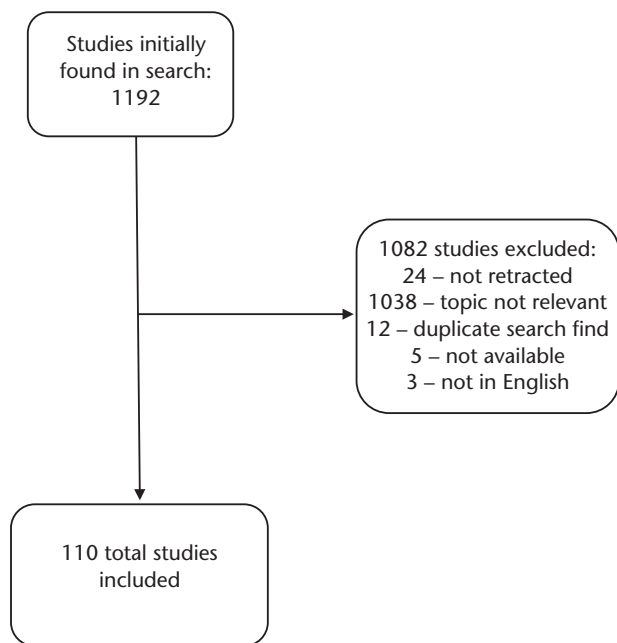 Studies initially
found in search:
1192
1082 studies excluded:
24 – not retracted
1038 – topic not relevant
12 – duplicate search find
5 – not available
3 – not in English
110 total studies
included